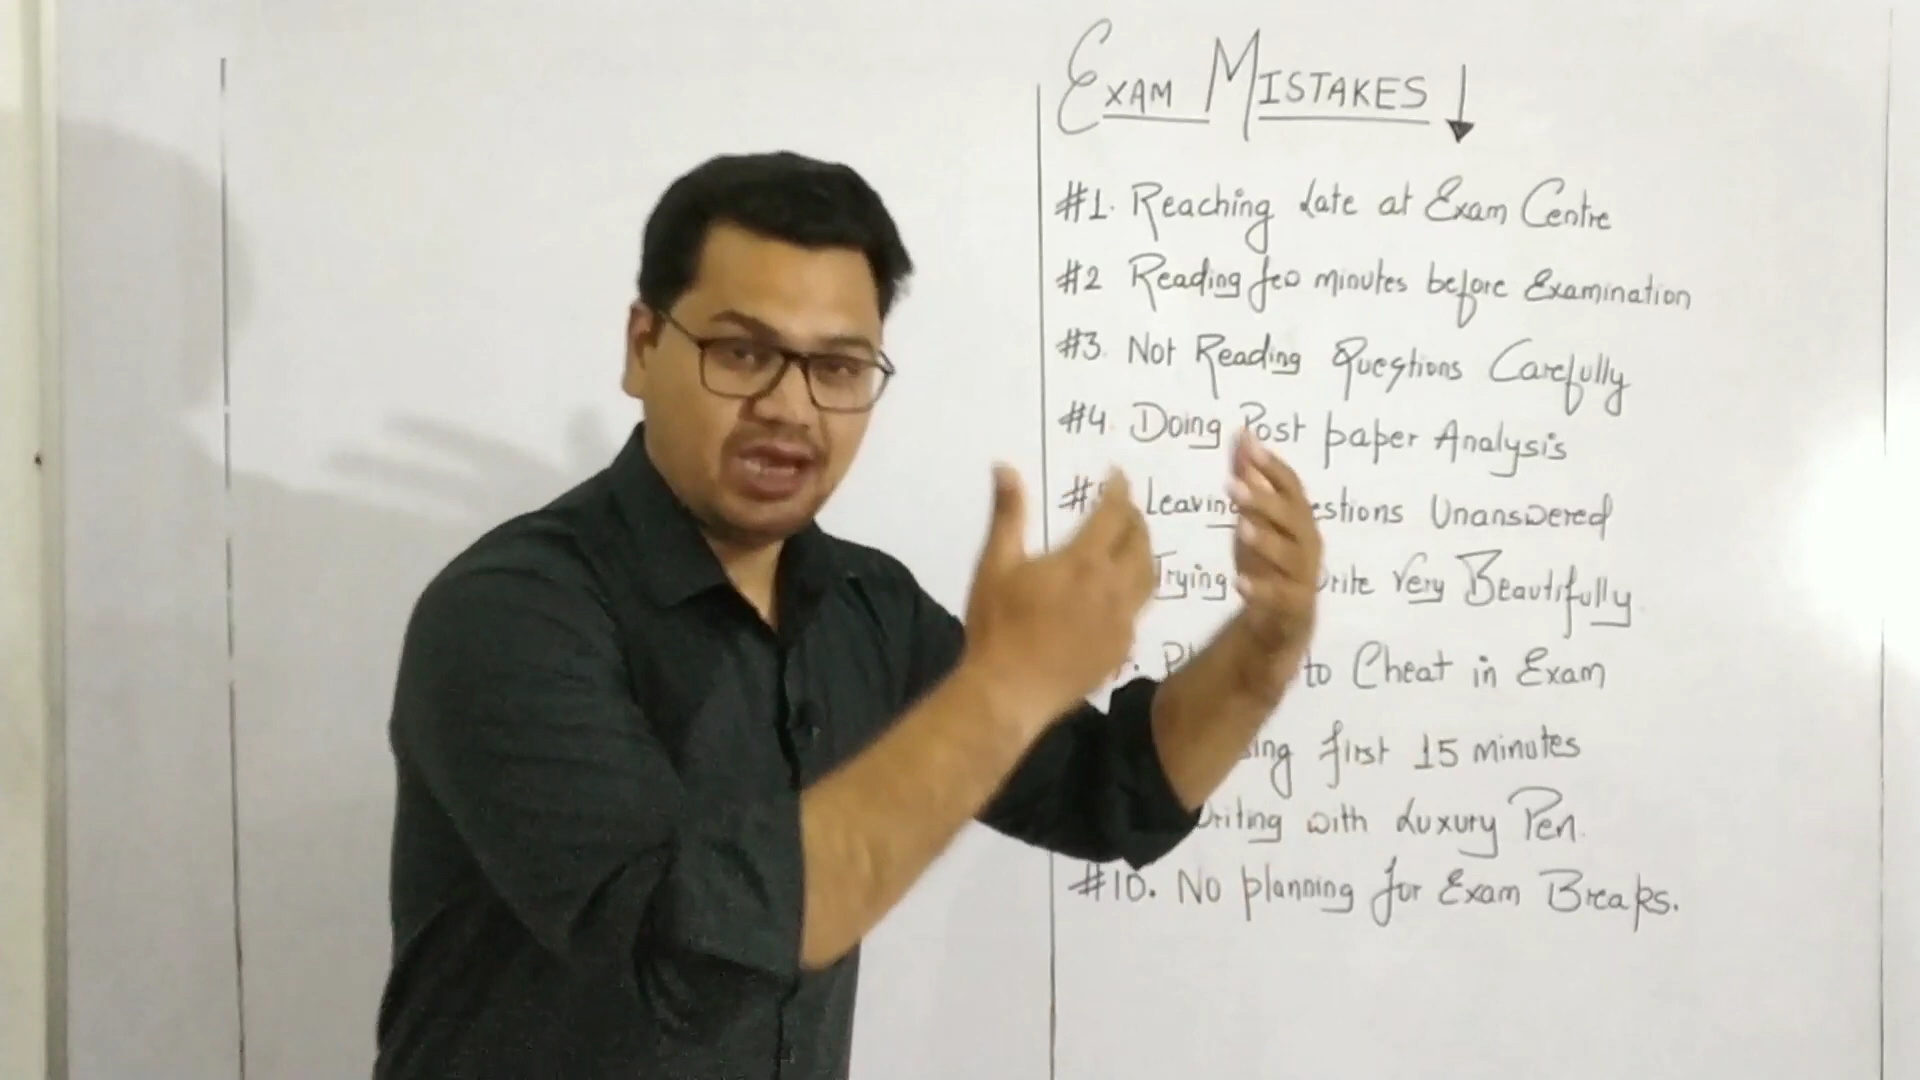 EXAM MISTAKES
#1. Reaching Late at Exam Centre
#2 Reading few minutes before Examination
#3. Not Reading Questions Carefully
#4. Doing Post paper Analysis
Leaving Unanswered
Trying Very Beautifully
to Cheat in Exam
first 15 minutes
with Luxury Pen.
#10. No planning for Exam Breaks.